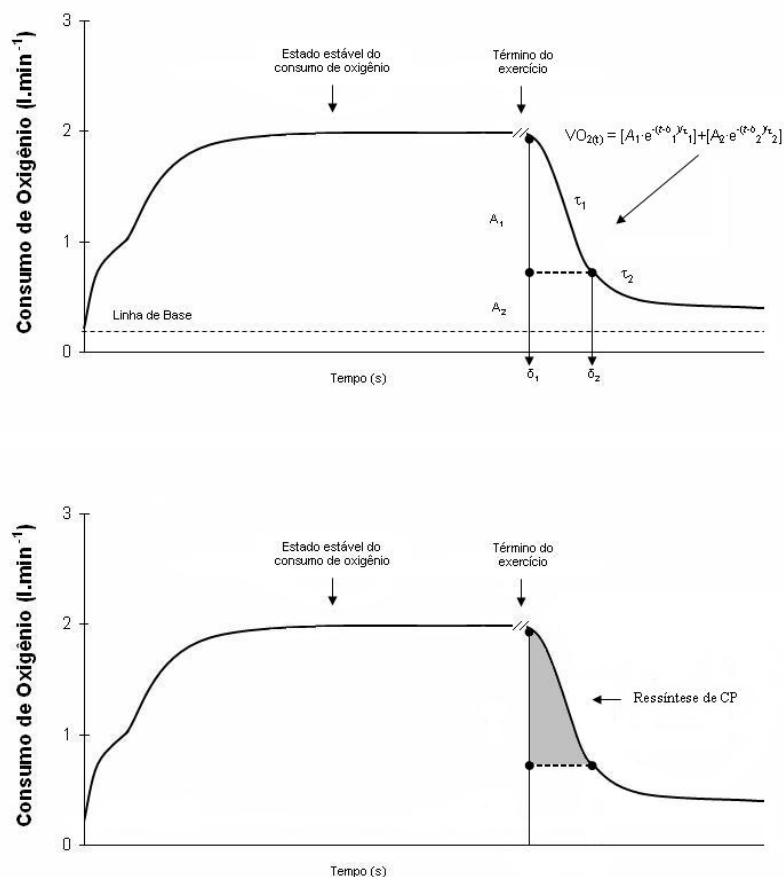 3
2
1
0
Consumo de Oxigênio (l.min⁻¹)
Estado estável do
consumo de oxigênio
Término do
exercício
VO₂₍ₜ₎ = [A₁·e^-(t-δ₁)/τ₁]+[A₂·e^-(t-δ₂)/τ₂]
τ₁
A₁
τ₂
A₂
Linha de Base
Tempo (s)
δ₁
δ₂
3
2
1
0
Consumo de Oxigênio (l.min⁻¹)
Estado estável do
consumo de oxigênio
Término do
exercício
Ressíntese de CP
Tempo (s)